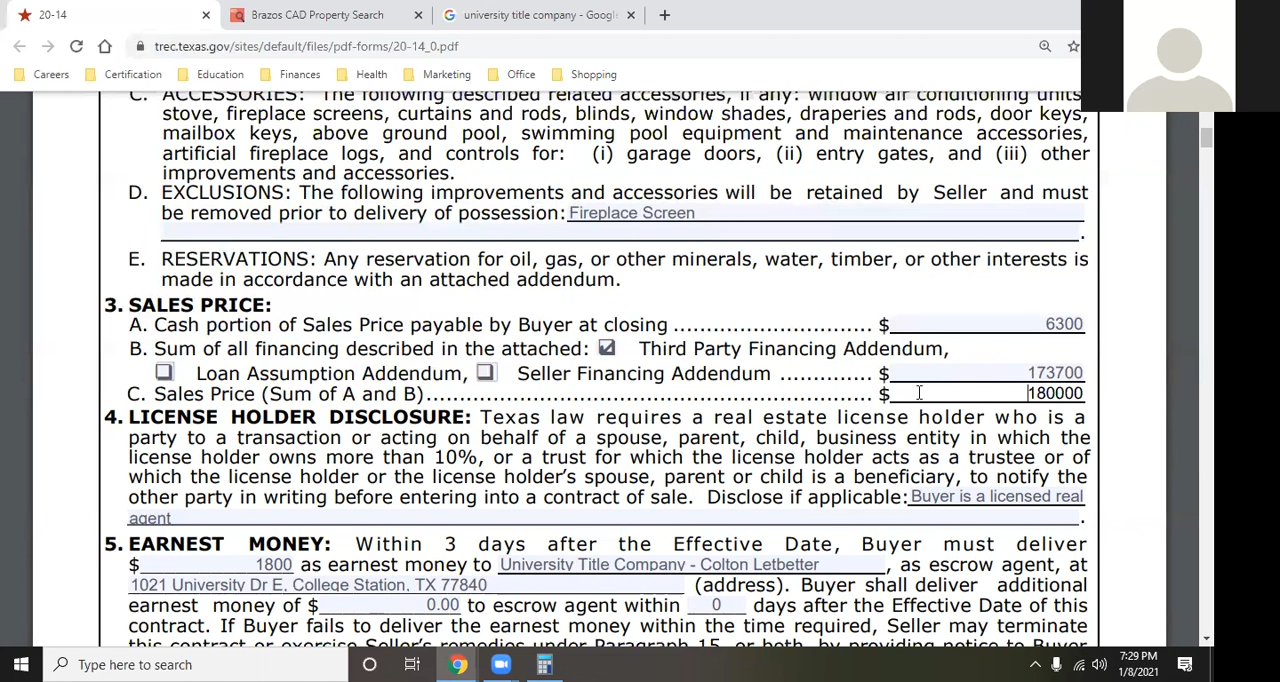 20-14
Brazos CAD Property Search
university title company - Goog
trec.texas.gov/sites/default/files/pdf-forms/20-14_0.pdf
Careers
Certification
Education
Finances
Health
Marketing
Office
Shopping
C. ACCESSORIES: The following described related accessories, if any: window air conditioning units,
stove, fireplace screens, curtains and rods, blinds, window shades, draperies and rods, door keys,
mailbox keys, above ground pool, swimming pool equipment and maintenance accessories,
artificial fireplace logs, and controls for: (i) garage doors, (ii) entry gates, and (iii) other
improvements and accessories.
D. EXCLUSIONS: The following improvements and accessories will be retained by Seller and must
be removed prior to delivery of possession: Fireplace Screen
.
E. RESERVATIONS: Any reservation for oil, gas, or other minerals, water, timber, or other interests is
made in accordance with an attached addendum.
3. SALES PRICE:
A. Cash portion of Sales Price payable by Buyer at closing ............................ $ 6300
B. Sum of all financing described in the attached: Third Party Financing Addendum,
Loan Assumption Addendum, Seller Financing Addendum ............. $ 173700
C. Sales Price (Sum of A and B)............................................................... $ 180000
4. LICENSE HOLDER DISCLOSURE: Texas law requires a real estate license holder who is a
party to a transaction or acting on behalf of a spouse, parent, child, business entity in which the
license holder owns more than 10%, or a trust for which the license holder acts as a trustee or of
which the license holder or the license holder's spouse, parent or child is a beneficiary, to notify the
other party in writing before entering into a contract of sale. Disclose if applicable: Buyer is a licensed real
agent .
5. EARNEST MONEY: Within 3 days after the Effective Date, Buyer must deliver
$ 1800 as earnest money to University Title Company - Colton Letbetter, as escrow agent, at
1021 University Dr E, College Station, TX 77840 (address). Buyer shall deliver additional
earnest money of $ 0.00 to escrow agent within 0 days after the Effective Date of this
contract. If Buyer fails to deliver the earnest money within the time required, Seller may terminate
this contract or exercise Seller's remedies under Paragraph 15, or both, by providing notice to Buyer
Type here to search
7:29 PM
1/8/2021